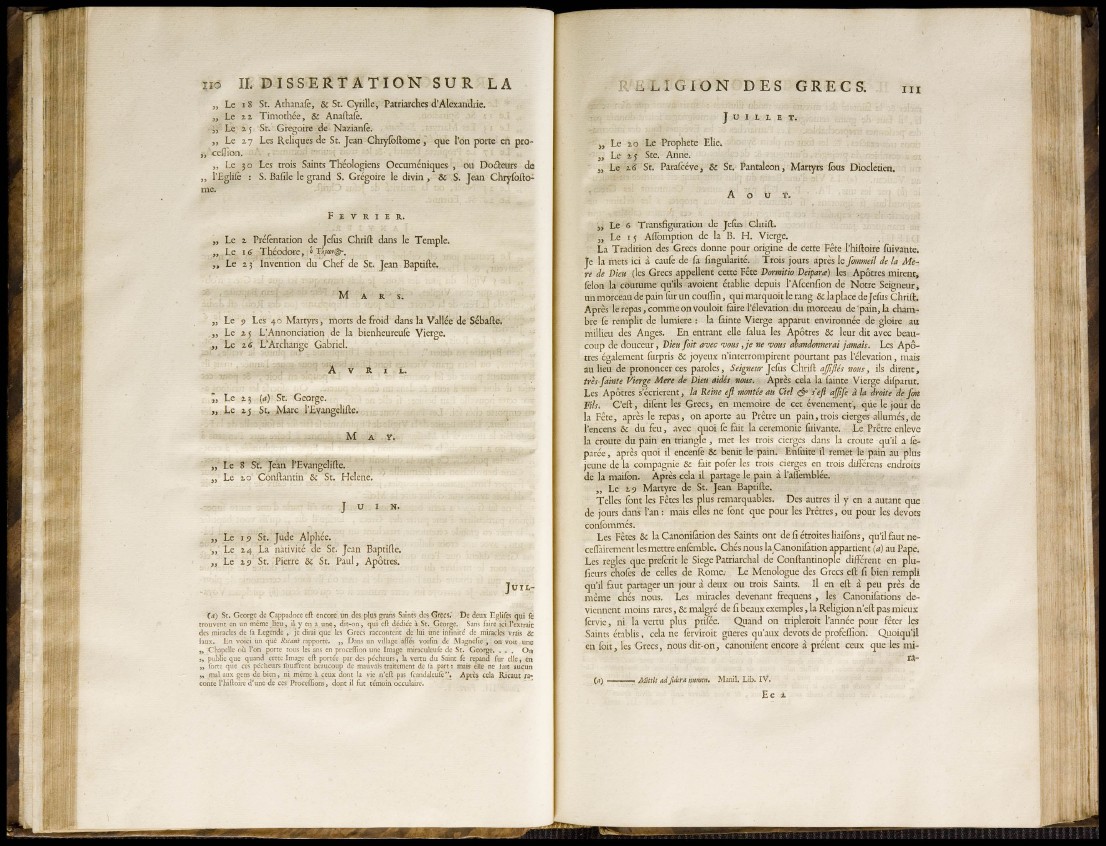 110 II. DISSERTATION SUR LA
„ Le 18 St. Athanaſe, & St. Cyrille, Patriarches d'Alexandrie.
„ Le 22 Timothée, & Anaſtaſe.
„ Le 25 St. Gregoire de Nazianſe.
„ Le 27 Les Reliques de St. Jean Chryſoſtome, que l'on porte en pro-
„ ceſſion.
„ Le 30 Les trois Saints Théologiens Oecuméniques, ou Docteurs de
„ l'Egliſe : S. Baſile le grand S. Grégoire le divin, & S. Jean Chryſoſto-
me.
FEVRIER.
„ Le 2 Préſentation de Jeſus Chriſt dans le Temple.
„ Le 16 Théodore,
„ Le 23 Invention du Chef de St. Jean Baptiſte.
MARS.
„ Le 9 Les 40 Martyrs, morts de froid dans la Vallée de Sébaſte.
„ Le 25 L'Annonciation de la bienheureuſe Vierge.
„ Le 26 L'Archange Gabriel.
AVRIL.
„ Le 23 (a) St. George.
„ Le 25 St. Marc l'Evangeliſte.
MAY.
„ Le 8 St. Jean l'Evangeliſte.
„ Le 20 Conſtantin & St. Helene.
JUIN.
„ Le 19 St. Jude Alphée.
„ Le 24 La nativité de St. Jean Baptiſte.
„ Le 29 St. Pierre & St. Paul, Apôtres.
JUIL-
(a) St. George de Cappadoce eſt encore un des plus grans Saints des Grecs. De deux Egliſes qui ſe
trouvent en un même lieu, il y en a une, dit-on, qui eſt dédiée à St. George. Sans faire ici l'extrait
des miracles de ſa Legende, je dirai que les Grecs racontent de lui une infinité de miracles vrais &
faux. En voici un que Ricaut rapporte. „ Dans un village aſſés voiſin de Magneſie, on voit une
„ Chapelle où l'on porte tous les ans en proceſſion une Image miraculeuſe de St. George. . . . On
„ publie que quand cette Image eſt portée par des pécheurs, la vertu du Saint ſe repand ſur elle, en
„ ſorte que ces pécheurs ſouffrent beaucoup de mauvais traitement de ſa part : mais elle ne fait aucun
„ mal aux gens de bien, ni même à ceux dont la vie n'eſt pas ſcandaleuſe”. Après cela Ricaut ra-
conte l'hiſtoire d'une de ces Proceſſions, dont il fut témoin occulaire.
RELIGION DES GRECS. 111
JUILLET.
„ Le 20 Le Prophete Elie.
„ Le 25 Ste. Anne.
„ Le 26 St. Paraſcéve, & St. Pantaleon, Martyrs ſous Diocletien.
AOUT.
„ Le 6 Transfiguration de Jeſus Chriſt.
„ Le 15 Aſſomption de la B. H. Vierge.
La Tradition des Grecs donne pour origine de cette Fête l'hiſtoire ſuivante.
Je la mets ici à cauſe de ſa ſingularité. Trois jours après le ſommeil de la Me-
re de Dieu (les Grecs appellent cette Fête Dormitio Deiparæ) les Apôtres mirent,
ſelon la coutume qu'ils avoient établie depuis l'Aſcenſion de Notre Seigneur,
un morceau de pain ſur un couſſin, qui marquoit le rang & la place de Jeſus Chriſt.
Après le repas, comme on vouloit faire l'élevation du morceau de pain, la cham-
bre ſe remplit de lumiere : la ſainte Vierge apparut environnée de gloire au
milieu des Anges. En entrant elle ſalua les Apôtres & leur dit avec beau-
coup de douceur, Dieu ſoit avec vous, je ne vous abandonnerai jamais. Les Apô-
tres également ſurpris & joyeux n'interrompirent pourtant pas l'élevation, mais
au lieu de prononcer ces paroles, Seigneur Jeſus Chriſt aſſiſtés nous, ils dirent,
très ſainte Vierge Mere de Dieu aidés nous. Après cela la ſainte Vierge diſparut.
Les Apôtres s'écrierent, la Reine eſt montée au Ciel & s'eſt aſſiſe à la droite de ſon
Fils. C'eſt, diſent les Grecs, en memoire de cet évenement, que le jour de
la Fête, après le repas, on aporte au Prêtre un pain, trois cierges allumés, de
l'encens & du feu, avec quoi ſe fait la ceremonie ſuivante. Le Prêtre enleve
la croute du pain en triangle, met les trois cierges dans la croute qu'il a ſé-
parée, après quoi il encenſe & benit le pain. Enſuite il remet le pain au plus
jeune de la compagnie & fait poſer les trois cierges en trois différens endroits
de la maiſon. Après cela il partage le pain à l'aſſemblée.
„ Le 29 Martyre de St. Jean Baptiſte.
Telles ſont les Fêtes les plus remarquables. Des autres il y en a autant que
de jours dans l'an : mais elles ne ſont que pour les Prêtres, ou pour les devots
conſommés.
Les Fêtes & la Canoniſation des Saints ont de ſi étroites liaiſons, qu'il faut ne-
ceſſairement les mettre enſemble. Chés nous la Canoniſation appartient (a) au Pape.
Les regles que preſcrit le Siege Patriarchal de Conſtantinople different en plu-
ſieurs choſes de celles de Rome. Le Menologue des Grecs eſt ſi bien rempli
qu'il faut partager un jour à deux ou trois Saints. Il en eſt à peu près de
même chés nous. Les miracles devenant frequens, les Canoniſations de-
viennent moins rares, & malgré de ſi beaux exemples, la Religion n'eſt pas mieux
ſervie, ni la vertu plus priſée. Quand on tripleroit l'année pour fêter les
Saints établis, cela ne ſerviroit gueres qu'aux devots de profeſſion. Quoiqu'il
en ſoit, les Grecs, nous dit-on, canoniſent encore à préſent ceux que les mi-
ra-
(a) ——— Adſcit ad ſidera numen. Manil. Lib. IV.
Ee 2